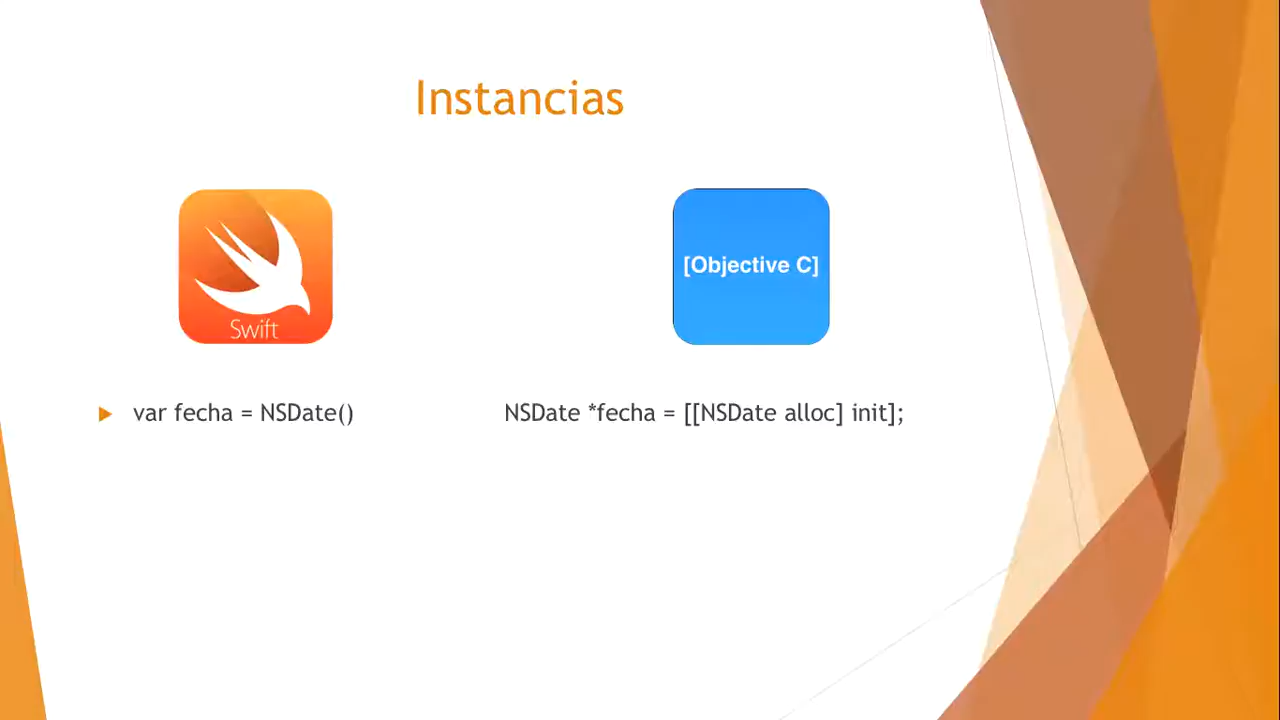 Instancias
Swift
[Objective C]
var fecha = NSDate()
NSDate *fecha = [[NSDate alloc] init];